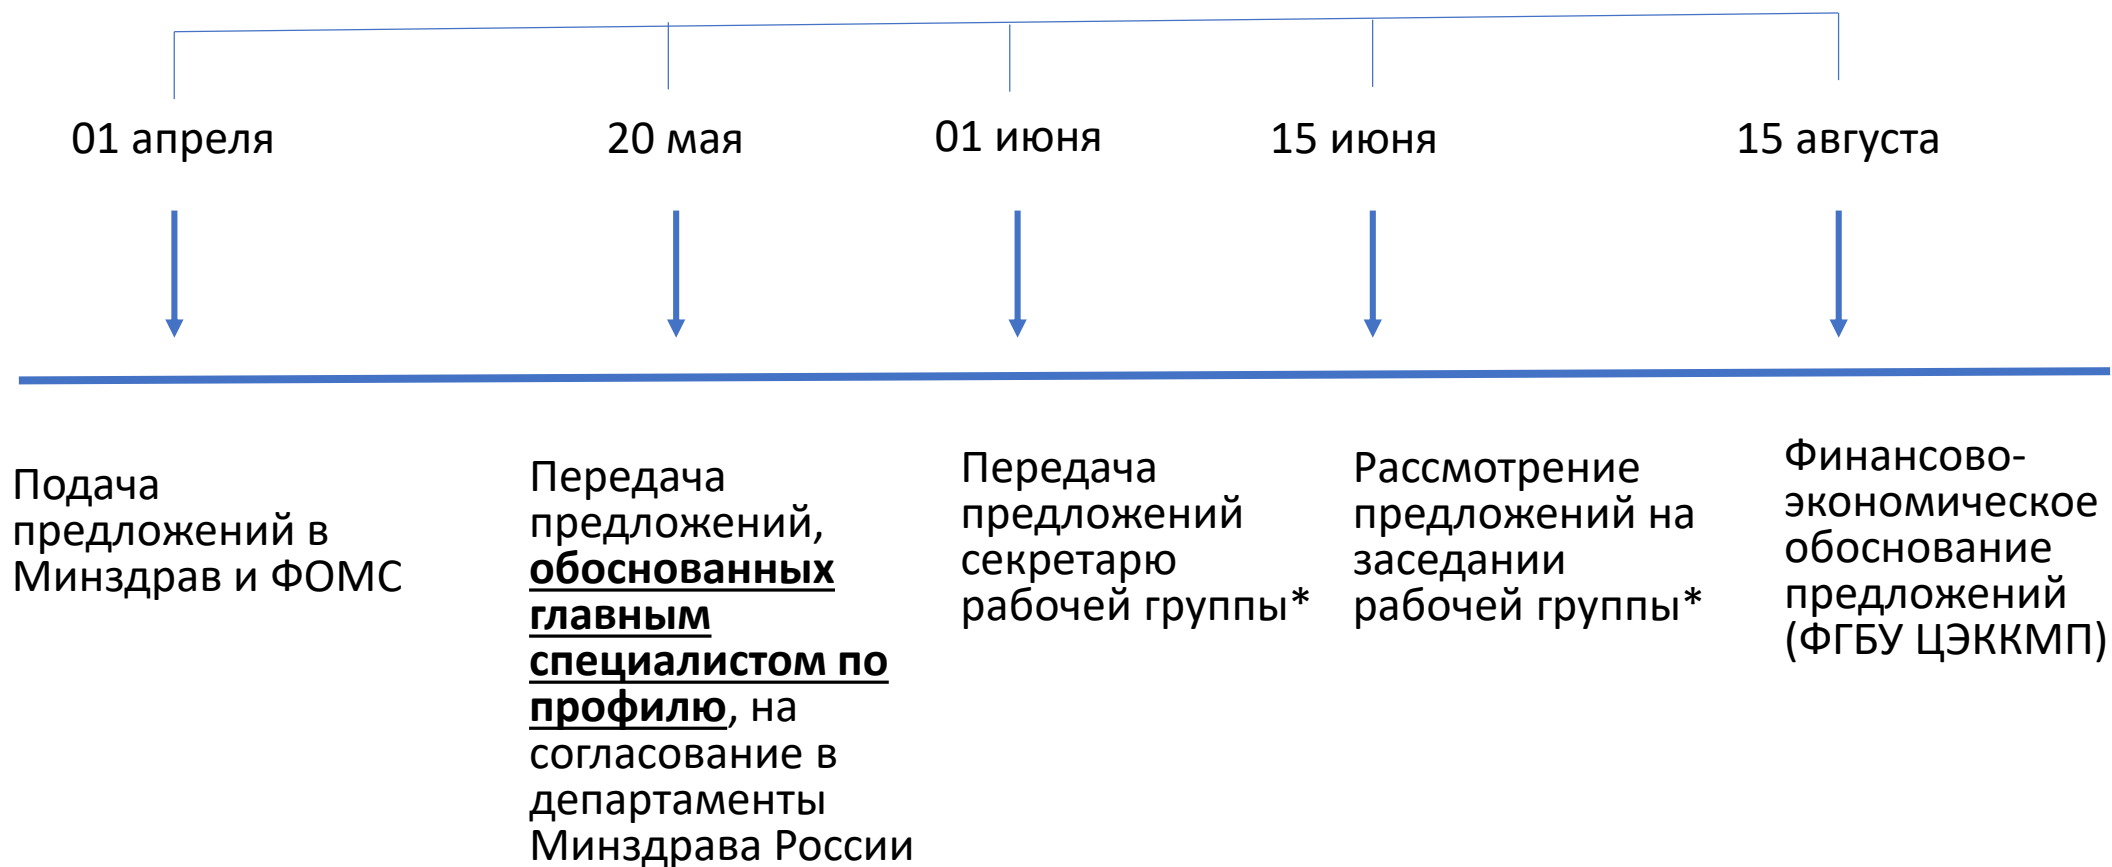 01 апреля
20 мая
01 июня
15 июня
15 августа
Подача
предложений в
Минздрав и ФОМС
Передача
предложений,
обоснованных
главным
специалистом по
профилю, на
согласование в
департаменты
Минздрава России
Передача
предложений
секретарю
рабочей группы*
Рассмотрение
предложений на
заседании
рабочей группы*
Финансово-
экономическое
обоснование
предложений
(ФГБУ ЦЭККМП)